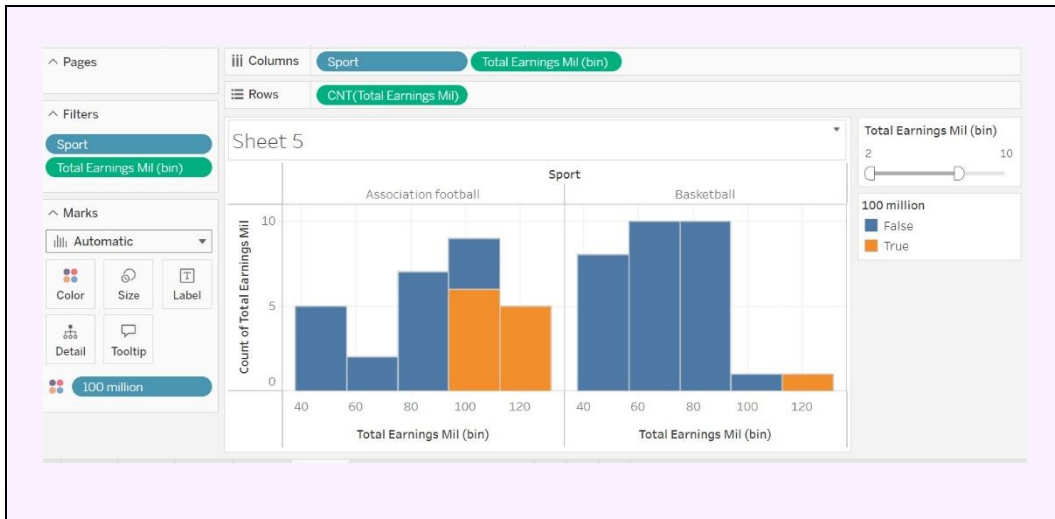 Pages
iii Columns Sport Total Earnings Mil (bin)
Rows CNT(Total Earnings Mil)
Filters
Sport
Total Earnings Mil (bin)
Marks
Automatic
Color Size Label
Detail Tooltip
100 million
Sheet 5
Sport
Association football Basketball
Count of Total Earnings Mil
10
5
0
40 60 80 100 120 40 60 80 100 120
Total Earnings Mil (bin) Total Earnings Mil (bin)
Total Earnings Mil (bin)
2 10
100 million
False
True